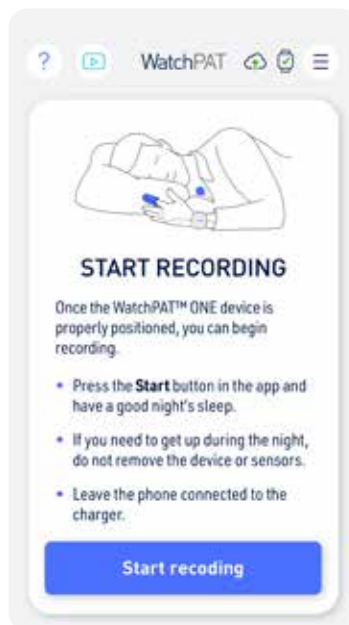 ?
WatchPAT
START RECORDING
Once the WatchPAT™ ONE device is
properly positioned, you can begin
recording.
• Press the Start button in the app and
have a good night's sleep.
• If you need to get up during the night,
do not remove the device or sensors.
• Leave the phone connected to the
charger.
Start recoding